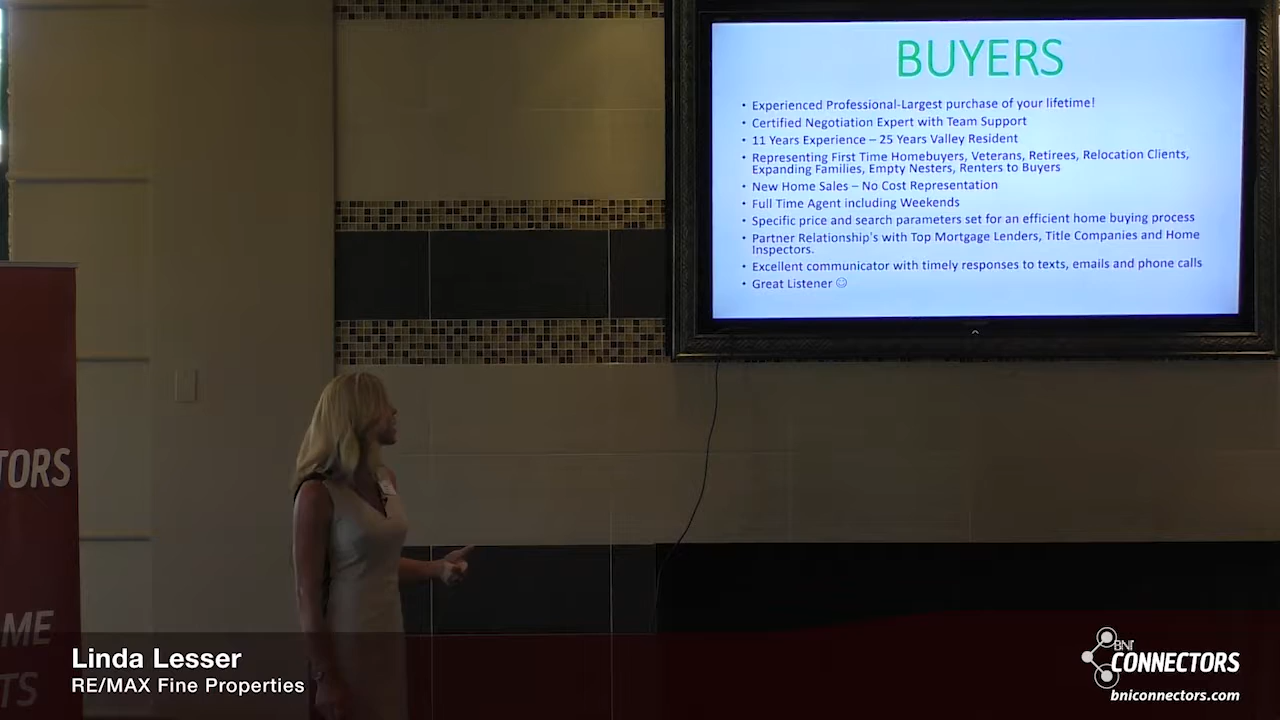 BUYERS
• Experienced Professional-Largest purchase of your lifetime!
• Certified Negotiation Expert with Team Support
• 11 Years Experience – 25 Years Valley Resident
• Representing First Time Homebuyers, Veterans, Retirees, Relocation Clients,
Expanding Families, Empty Nesters, Renters to Buyers
• New Home Sales – No Cost Representation
• Full Time Agent including Weekends
• Specific price and search parameters set for an efficient home buying process
• Partner Relationship's with Top Mortgage Lenders, Title Companies and Home
Inspectors.
• Excellent communicator with timely responses to texts, emails and phone calls
• Great Listener ☺
TORS
ME
TS
Linda Lesser
RE/MAX Fine Properties
BNI
CONNECTORS
bniconnectors.com